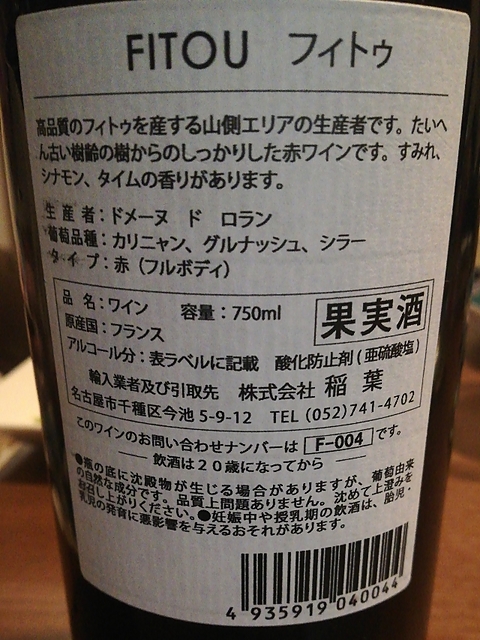 FITOU フィトゥ
高品質のフィトゥを産する山側エリアの生産者です。たいへ
ん古い樹齢の樹からのしっかりした赤ワインです。すみれ、
シナモン、タイムの香りがあります。
生産者：ドメーヌ ド ロラン
葡萄品種：カリニャン、グルナッシュ、シラー
タイプ：赤（フルボディ）
品名：ワイン 容量：750ml
果実酒
原産国：フランス
アルコール分：表ラベルに記載 酸化防止剤(亜硫酸塩)
輸入業者及び引取先 株式会社 稲葉
名古屋市千種区今池 5-9-12 TEL (052)741-4702
このワインのお問い合わせナンバーは F-004 です。
飲酒は20歳になってから
●瓶の底に沈殿物が生じる場合がありますが、葡萄由来
の自然な成分です。品質上問題ありません。沈めて上澄みを
お召し上がりください。●妊娠中や授乳期の飲酒は、胎児・
乳児の発育に悪影響を与えるおそれがあります。
4 935919 040044